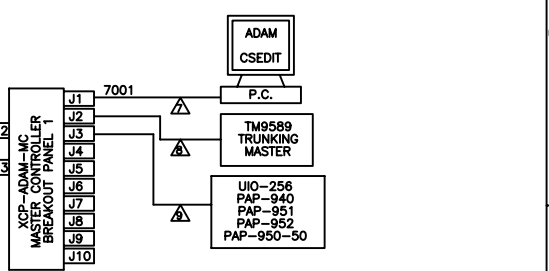 ADAM
CSEDIT
P.C.
7001
7
TM9589
TRUNKING
MASTER
8
UIO-256
PAP-940
PAP-951
PAP-952
PAP-950-50
9
XCP-ADAM-MC
MASTER CONTROLLER
BREAKOUT PANEL 1
J1
J2
J3
J4
J5
J6
J7
J8
J9
J10
2
3